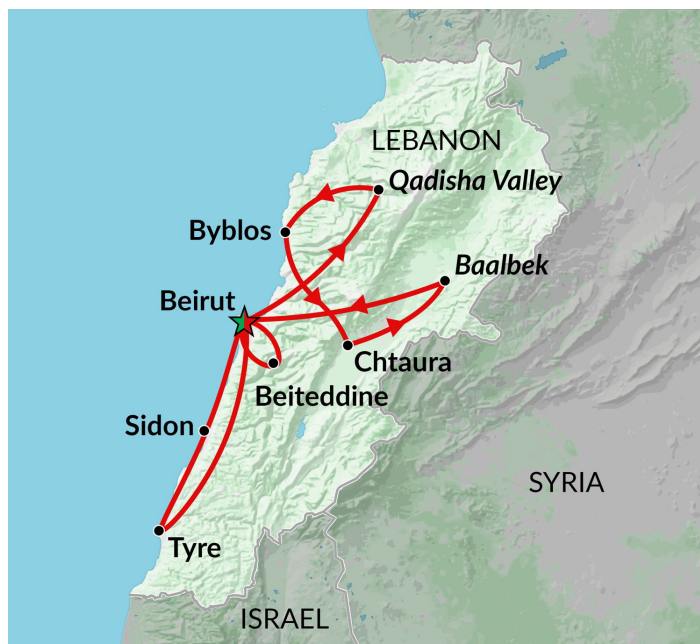 LEBANON
Qadisha Valley
Byblos
Baalbek
Beirut
Chtaura
Beiteddine
Sidon
SYRIA
Tyre
ISRAEL